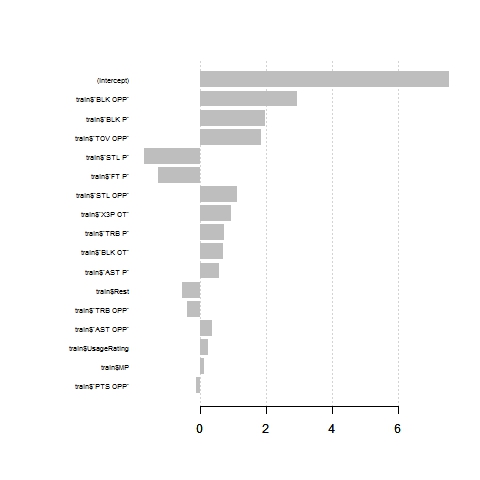 (Intercept)
train$`BLK OPP`
train$`BLK P`
train$`TOV OPP`
train$`STL P`
train$`FT P`
train$`STL OPP`
train$`X3P OT`
train$`TRB P`
train$`BLK OT`
train$`AST P`
train$Rest
train$`TRB OPP`
train$`AST OPP`
train$UsageRating
train$MP
train$`PTS OPP`
0 2 4 6